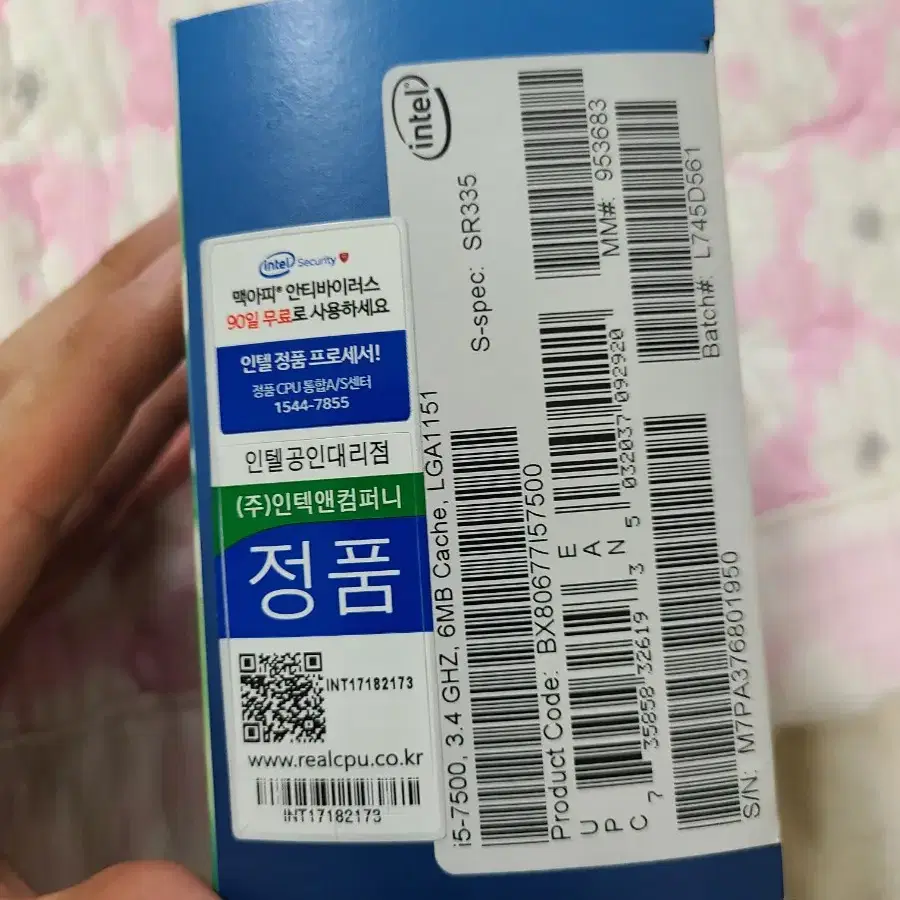 intel Security
맥아피® 안티바이러스
90일 무료로 사용하세요
인텔 정품 프로세서!
정품 CPU 통합A/S센터
1544-7855
인텔공인대리점
(주)인텍앤컴퍼니
정품
INT17182173
www.realcpu.co.kr
INT17182173
intel®
i5-7500, 3.4 GHZ, 6MB Cache, LGA1151
S-spec: SR335
Product Code: BX80677I57500
MM#: 953683
UPC
7 35858 32619 3
EAN
5 032037 092920
Batch#: L745D561
S/N: M7PA376801950